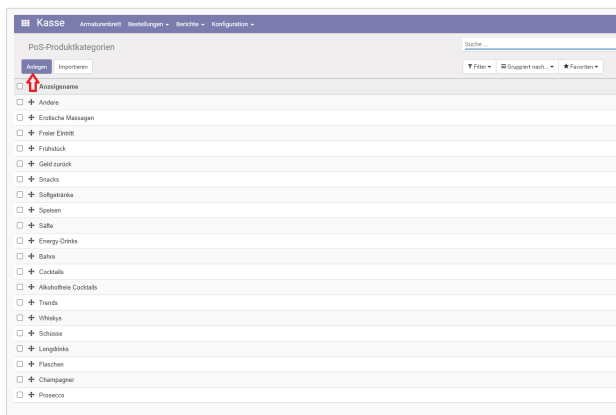 Kasse Armaturenbrett Bestellungen Berichte Konfiguration
PoS-Produktkategorien
Suche ...
Anlegen Importieren
Filter Gruppiert nach... Favoriten
Anzeigename
Andere
Erotische Massagen
Freier Eintritt
Frühstück
Geld zurück
Snacks
Softgetränke
Speisen
Säfte
Energy-Drinks
Bahre
Cocktails
Alkoholfreie Cocktails
Trends
Whiskys
Schüsse
Longdrinks
Flaschen
Champagner
Prosecco